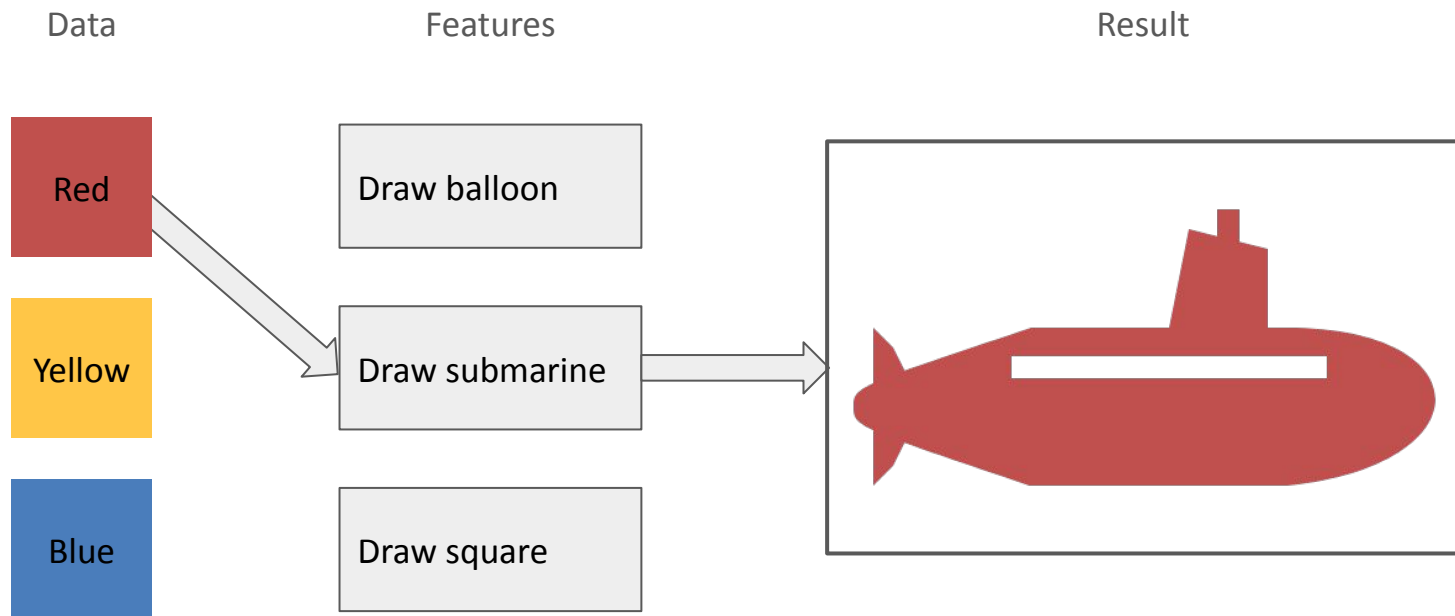 Data
Features
Result
Red
Draw balloon
Yellow
Draw submarine
Blue
Draw square